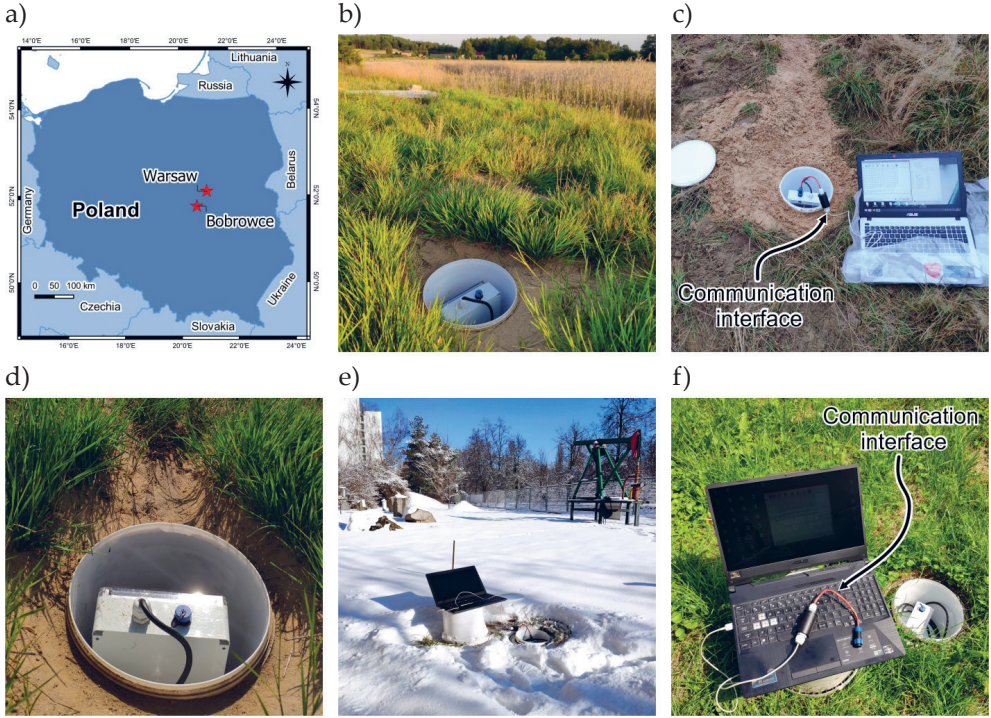 a)
b)
c)
14°0'E 16°0'E 18°0'E 20°0'E 22°0'E 24°0'E
Lithuania
N
Russia
54°0'N
54°0'N
Belarus
Warsaw
52°0'N
52°0'N
Germany
Poland
Bobrowce
50°0'N
50°0'N
0 50 100 km
Ukraine
Czechia
Slovakia
16°0'E 18°0'E 20°0'E 22°0'E 24°0'E
ASUS
Communication
interface
d)
e)
f)
Communication
interface
ASUS